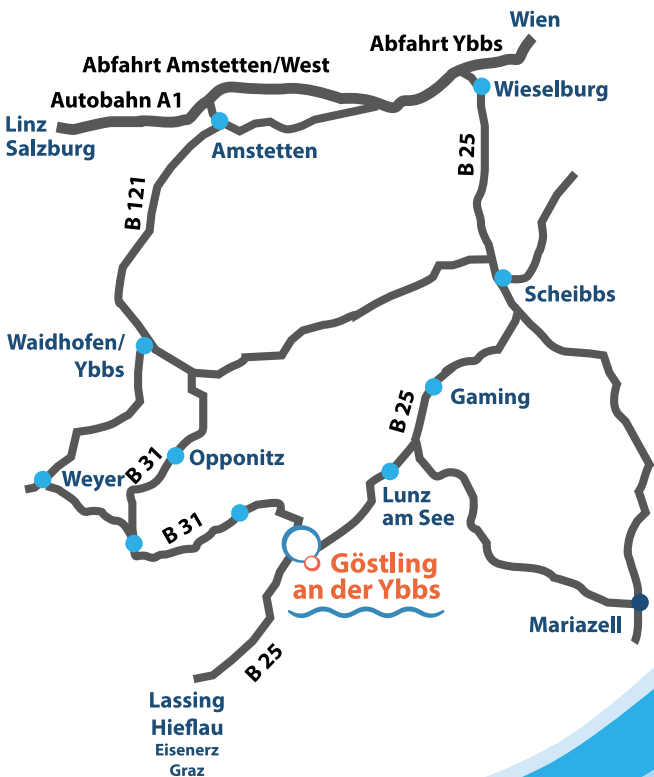 Wien
Abfahrt Ybbs
Abfahrt Amstetten/West
Wieselburg
Autobahn A1
Linz
Salzburg
Amstetten
B 25
B 121
Scheibbs
Waidhofen/
Ybbs
Gaming
B 25
Opponitz
Weyer
B 31
Lunz
am See
B 31
Göstling
an der Ybbs
Mariazell
B 25
Lassing
Hieflau
Eisenerz
Graz